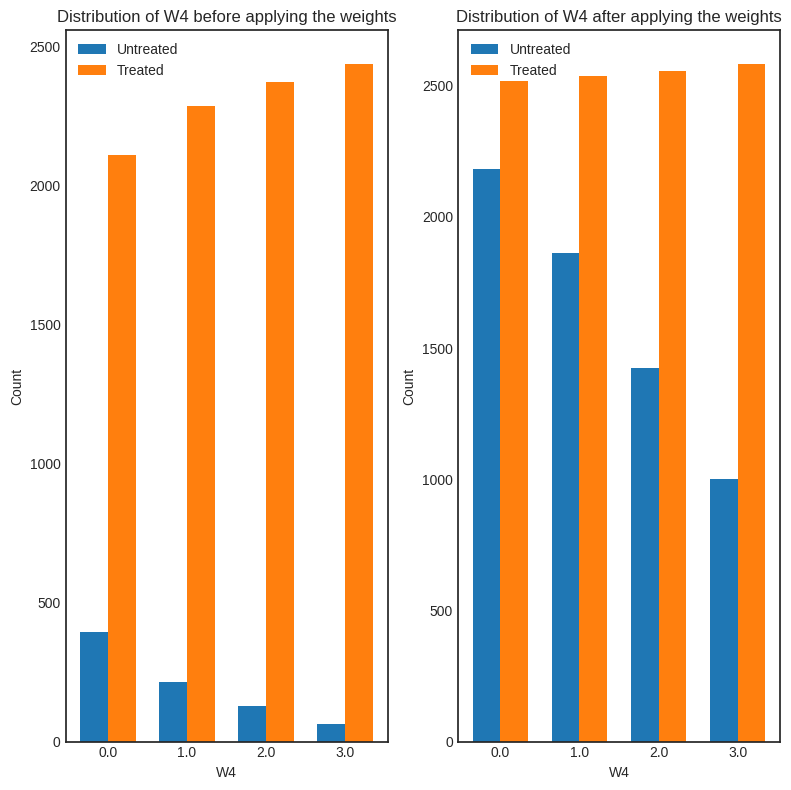 Distribution of W4 before applying the weights
Untreated
Treated
2500
2000
1500
1000
500
0
Count
0.0 1.0 2.0 3.0
W4
Distribution of W4 after applying the weights
Untreated
Treated
2500
2000
1500
1000
500
0
Count
0.0 1.0 2.0 3.0
W4